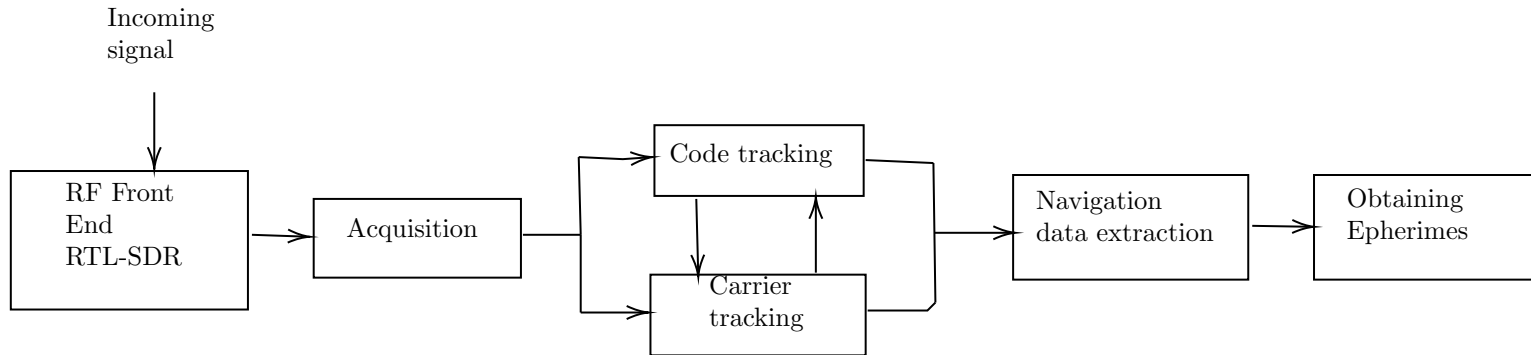 Incoming
signal
RF Front
End
RTL-SDR
Acquisition
Code tracking
Carrier
tracking
Navigation
data extraction
Obtaining
Epherimes